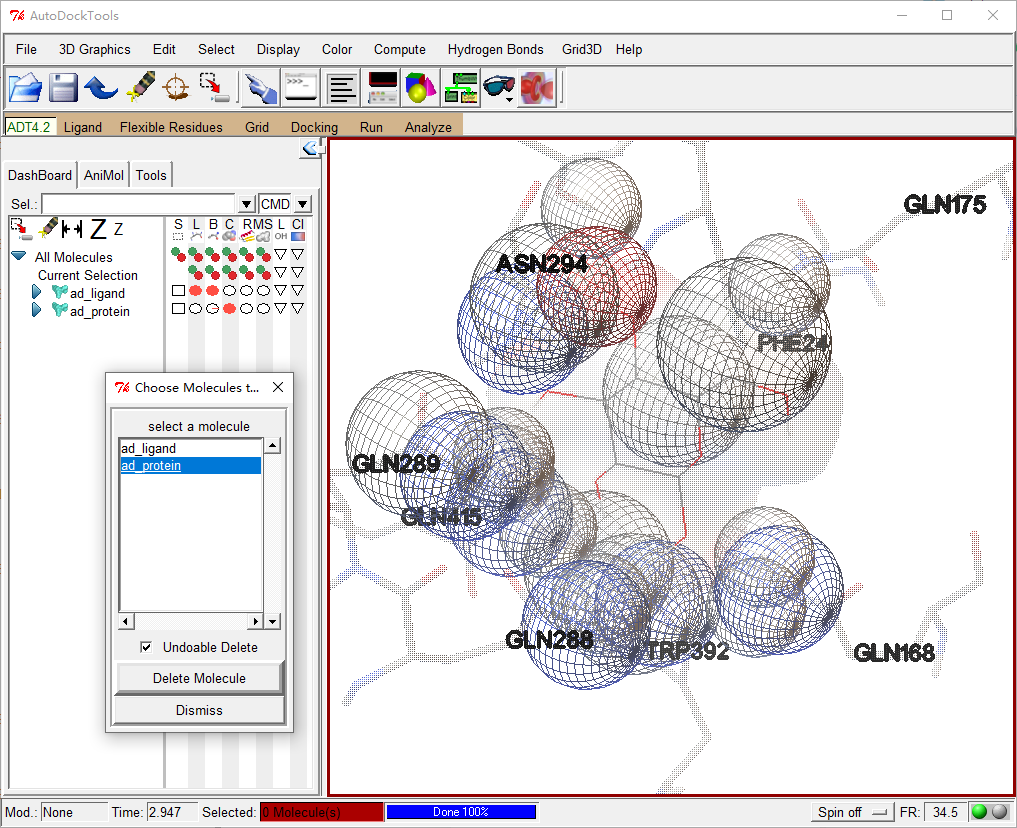 AutoDockTools
File 3D Graphics Edit Select Display Color Compute Hydrogen Bonds Grid3D Help
ADT4.2 Ligand Flexible Residues Grid Docking Run Analyze
DashBoard AniMol Tools
Sel.: CMD
S L B C R MS L Cl
Z Z OH
All Molecules
Current Selection
ad_ligand
ad_protein
Choose Molecules t...
select a molecule
ad_ligand
ad_protein
Undoable Delete
Delete Molecule
Dismiss
GLN175
ASN294
PHE24
GLN289
GLN415
GLN288
TRP392
GLN168
Mod.: None Time: 2.947 Selected: 0 Molecule(s) Done 100% Spin off FR: 34.5